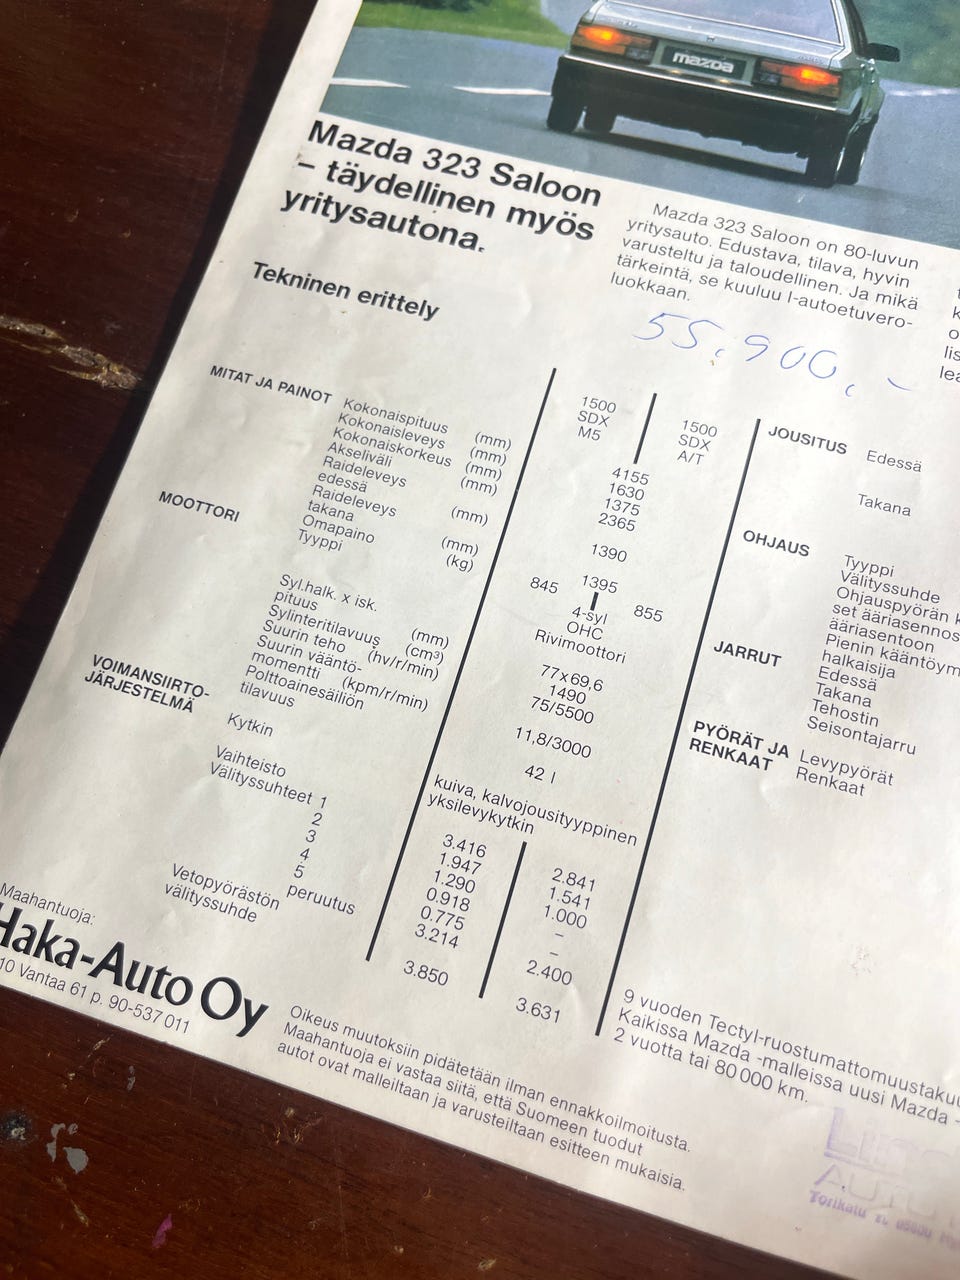 mazda
Mazda 323 Saloon
– täydellinen myös
yritysautona.
Mazda 323 Saloon on 80-luvun
yritysauto. Edustava, tilava, hyvin
varusteltu ja taloudellinen. Ja mikä
tärkeintä, se kuuluu I-autoetuvero-
luokkaan.
55.900,-
Tekninen erittely
1500
SDX
M5
1500
SDX
A/T
MITAT JA PAINOT
Kokonaispituus (mm) 4155
Kokonaisleveys (mm) 1630
Kokonaiskorkeus (mm) 1375
Akseliväli (mm) 2365
Raideleveys
edessä (mm) 1390
Raideleveys
takana (mm) 1395
Omapaino (kg) 845 855
MOOTTORI
Tyyppi 4-syl
OHC
Rivimoottori
Syl.halk. x isk.
pituus (mm) 77x69,6
Sylinteritilavuus (cm³) 1490
Suurin teho (hv/r/min) 75/5500
Suurin vääntö-
momentti (kpm/r/min) 11,8/3000
Polttoainesäiliön
tilavuus 42 l
VOIMANSIIRTO-
JÄRJESTELMÄ
Kytkin kuiva, kalvojousityyppinen
yksilevykytkin
Vaihteisto
Välityssuhteet 1 3.416 2.841
2 1.947 1.541
3 1.290 1.000
4 0.918 –
5 0.775 –
peruutus 3.214 2.400
Vetopyörästön
välityssuhde 3.850 3.631
JOUSITUS
Edessä
Takana
OHJAUS
Tyyppi
Välityssuhde
Ohjauspyörän
set ääriasennos
ääriasentoon
Pienin kääntöym
halkaisija
JARRUT
Edessä
Takana
Tehostin
Seisontajarru
PYÖRÄT JA
RENKAAT
Levypyörät
Renkaat
Maahantuoja:
Haka-Auto Oy
10 Vantaa 61 p. 90-537 011
Oikeus muutoksiin pidätetään ilman ennakkoilmoitusta.
Maahantuoja ei vastaa siitä, että Suomeen tuodut
autot ovat malleiltaan ja varusteiltaan esitteen mukaisia.
9 vuoden Tectyl-ruostumattomuustakuu
Kaikissa Mazda -malleissa uusi Mazda -
2 vuotta tai 80 000 km.
Torikatu